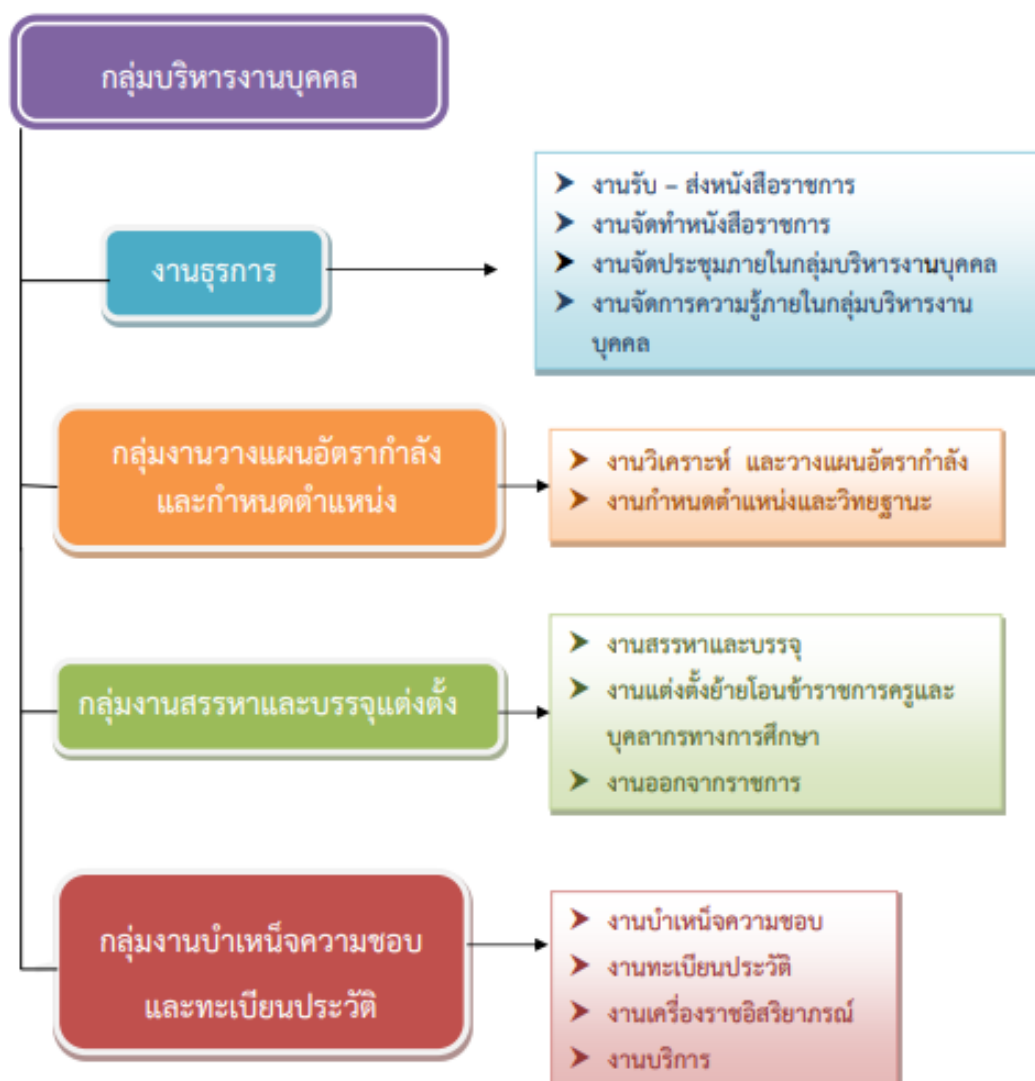 กลุ่มบริหารงานบุคคล
งานธุรการ
➤ งานรับ – ส่งหนังสือราชการ
➤ งานจัดทำหนังสือราชการ
➤ งานจัดประชุมภายในกลุ่มบริหารงานบุคคล
➤ งานจัดการความรู้ภายในกลุ่มบริหารงาน
บุคคล
กลุ่มงานวางแผนอัตรากำลัง
และกำหนดตำแหน่ง
➤ งานวิเคราะห์ และวางแผนอัตรากำลัง
➤ งานกำหนดตำแหน่งและวิทยฐานะ
กลุ่มงานสรรหาและบรรจุแต่งตั้ง
➤ งานสรรหาและบรรจุ
➤ งานแต่งตั้งย้ายโอนข้าราชการครูและ
บุคลากรทางการศึกษา
➤ งานออกจากราชการ
กลุ่มงานบำเหน็จความชอบ
และทะเบียนประวัติ
➤ งานบำเหน็จความชอบ
➤ งานทะเบียนประวัติ
➤ งานเครื่องราชอิสริยาภรณ์
➤ งานบริการ